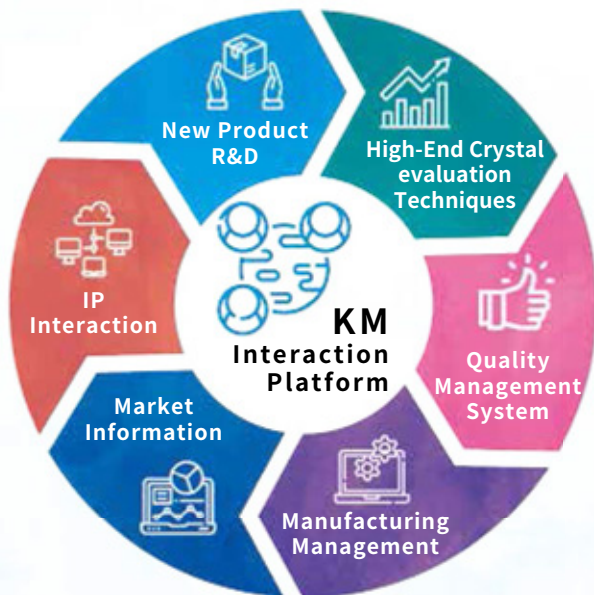 New Product
R&D
High-End Crystal
evaluation
Techniques
Quality
Management
System
Manufacturing
Management
Market
Information
IP
Interaction
KM
Interaction
Platform